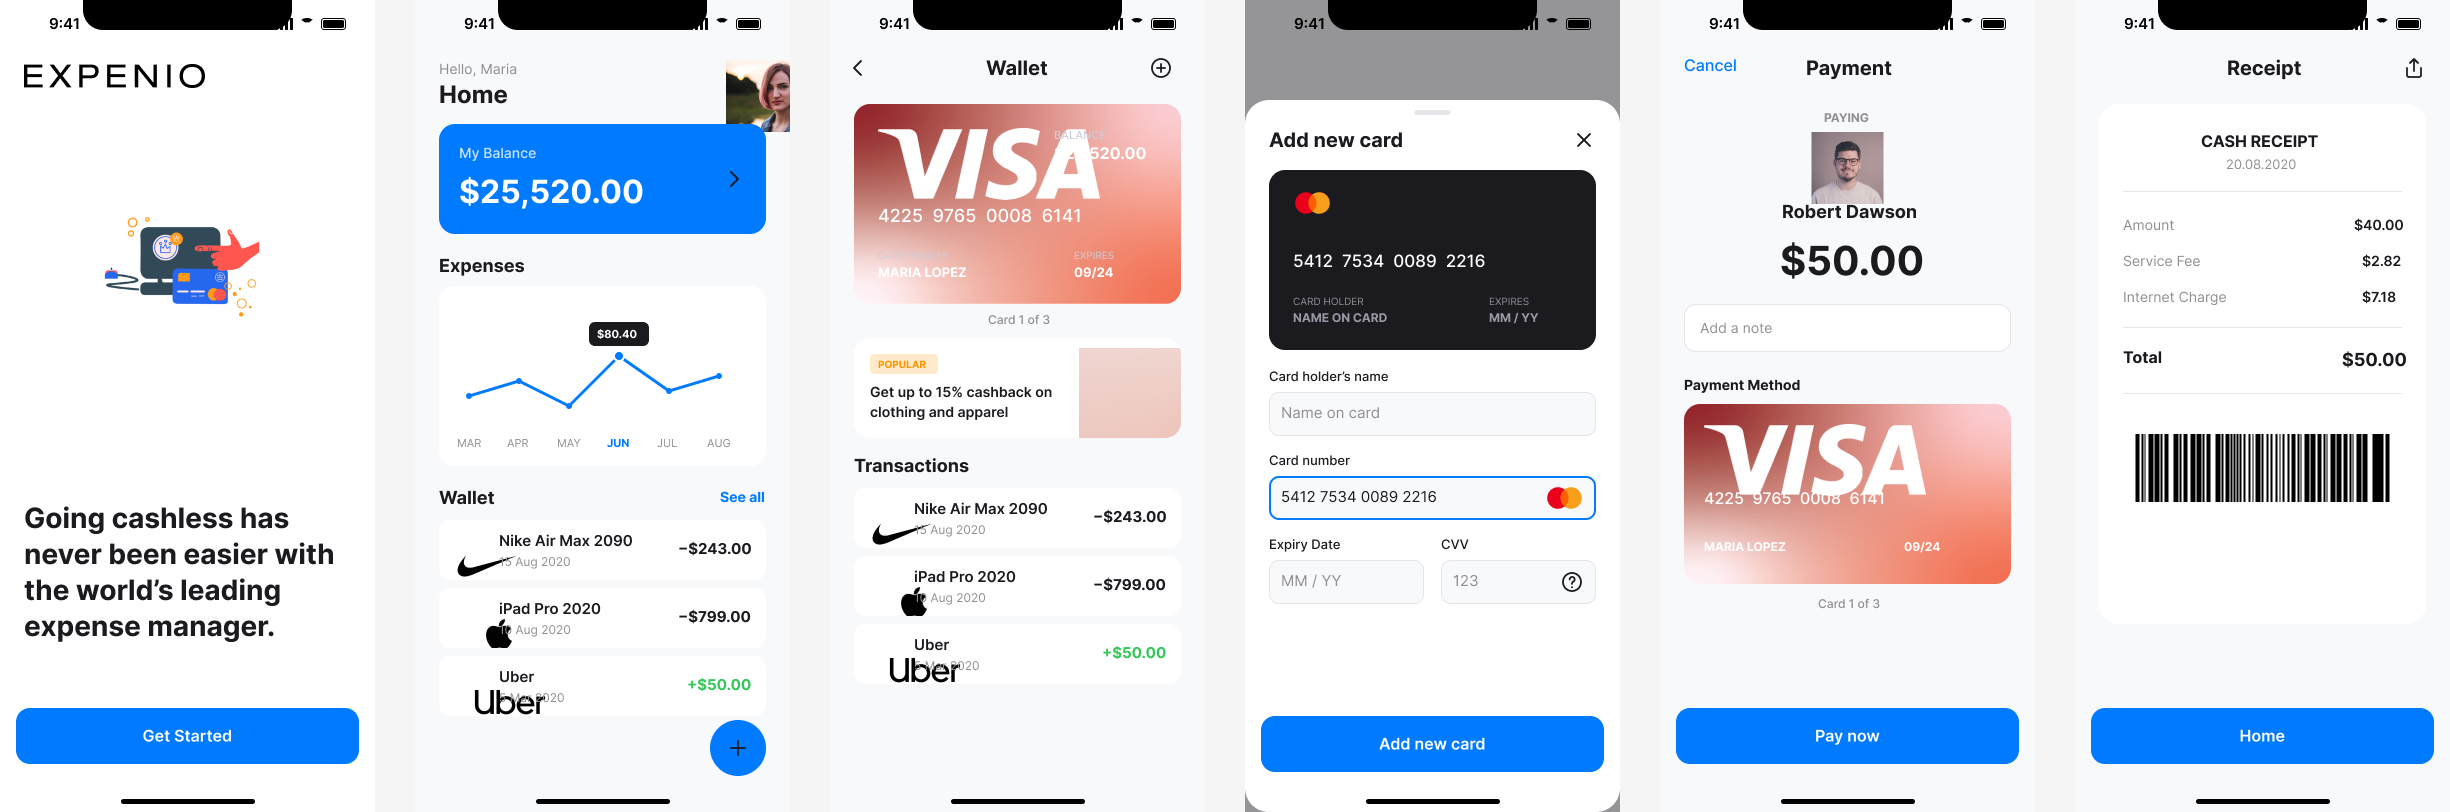 9:41
EXPENIO
Going cashless has
never been easier with
the world’s leading
expense manager.
Get Started
9:41
Hello, Maria
Home
My Balance
$25,520.00
Expenses
$80.40
MAR APR MAY JUN JUL AUG
Wallet See all
Nike Air Max 2090
15 Aug 2020
−$243.00
iPad Pro 2020
10 Aug 2020
−$799.00
Uber
Uber
5 Mar 2020
+$50.00
9:41
Wallet
VISA
BALANCE
4225 9765 0008 6141
EXPIRES
MARIA LOPEZ 09/24
Card 1 of 3
POPULAR
Get up to 15% cashback on
clothing and apparel
Transactions
Nike Air Max 2090
15 Aug 2020
−$243.00
iPad Pro 2020
10 Aug 2020
−$799.00
Uber
Uber
5 Mar 2020
+$50.00
9:41
Add new card
5412 7534 0089 2216
CARD HOLDER EXPIRES
NAME ON CARD MM / YY
Card holder’s name
Name on card
Card number
5412 7534 0089 2216
Expiry Date CVV
MM / YY 123
Add new card
9:41
Cancel Payment
PAYING
Robert Dawson
$50.00
Add a note
Payment Method
VISA
4225 9765 0008 6141
MARIA LOPEZ 09/24
Card 1 of 3
Pay now
9:41
Receipt
CASH RECEIPT
20.08.2020
Amount $40.00
Service Fee $2.82
Internet Charge $7.18
Total $50.00
Home